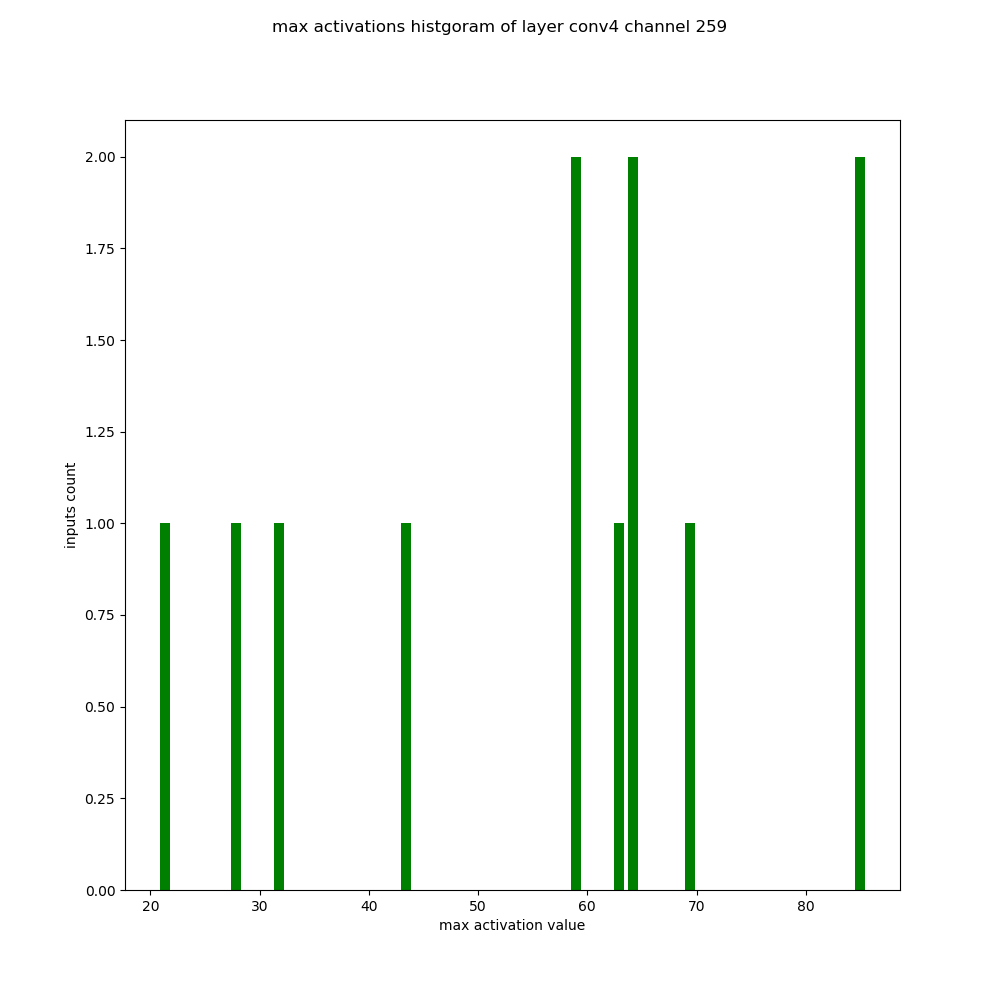 max activations histgoram of layer conv4 channel 259
2.00
1.75
1.50
1.25
1.00
0.75
0.50
0.25
0.00
inputs count
20 30 40 50 60 70 80
max activation value